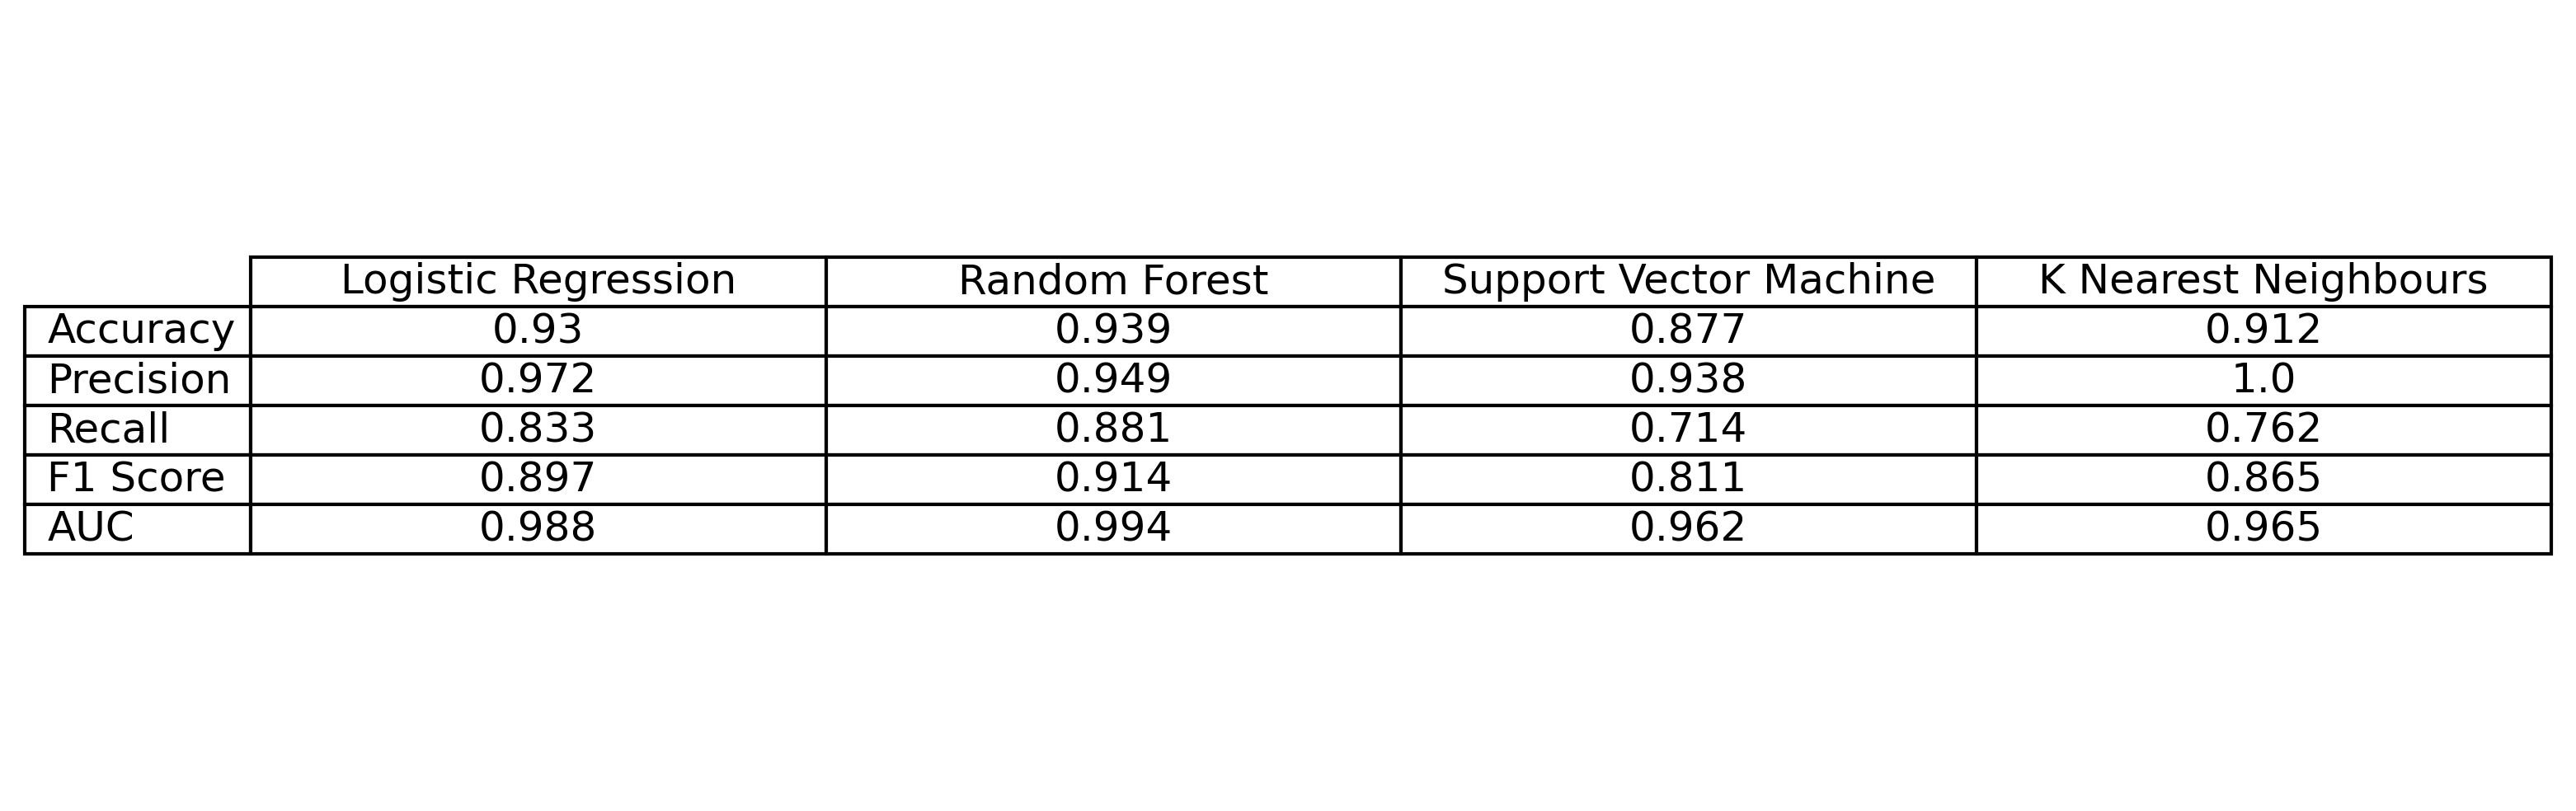 Logistic Regression Random Forest Support Vector Machine K Nearest Neighbours
Accuracy 0.93 0.939 0.877 0.912
Precision 0.972 0.949 0.938 1.0
Recall 0.833 0.881 0.714 0.762
F1 Score 0.897 0.914 0.811 0.865
AUC 0.988 0.994 0.962 0.965